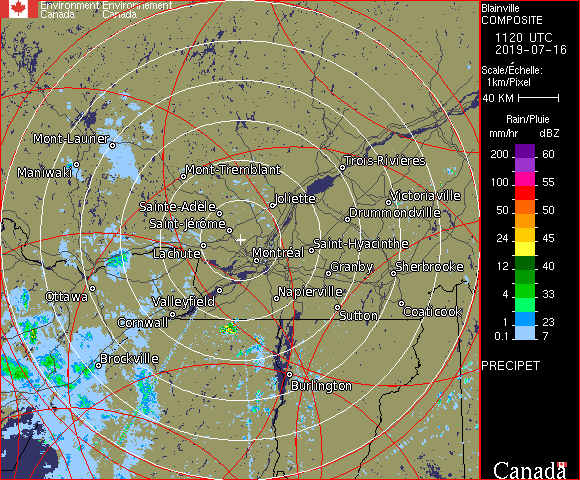 Environment Environnement
Canada Canada
Blainville
COMPOSITE
1120 UTC
2019-07-16
Scale/Échelle:
1km/Pixel
40 KM
Rain/Pluie
mm/hr dBZ
200 60
100 55
50 50
24 45
12 40
4 33
1 23
0.1 7
PRECIPET
Canada
Mont-Laurier
Maniwaki
Mont-Tremblant
Trois-Rivières
Sainte-Adèle
Joliette
Victoriaville
Drummondville
Saint-Jérôme
Lachute
Montréal
Saint-Hyacinthe
Granby
Sherbrooke
Ottawa
Valleyfield
Napierville
Cornwall
Sutton
Coaticook
Brockville
Burlington